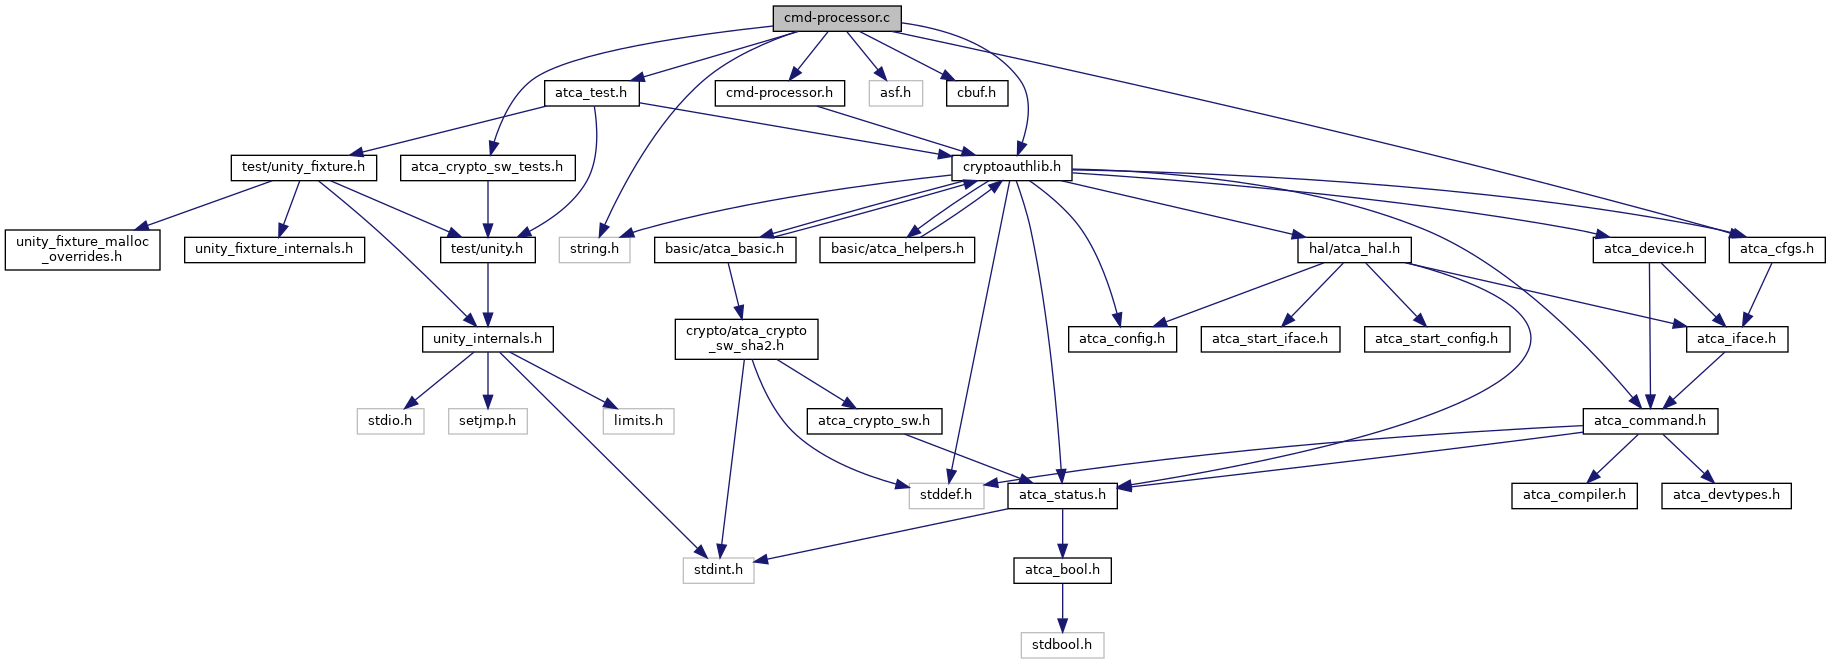 cmd-processor.c
atca_test.h
cmd-processor.h
asf.h
cbuf.h
test/unity_fixture.h
atca_crypto_sw_tests.h
cryptoauthlib.h
unity_fixture_malloc
_overrides.h
unity_fixture_internals.h
test/unity.h
string.h
basic/atca_basic.h
basic/atca_helpers.h
hal/atca_hal.h
atca_device.h
atca_cfgs.h
unity_internals.h
crypto/atca_crypto
_sw_sha2.h
atca_config.h
atca_start_iface.h
atca_start_config.h
atca_iface.h
stdio.h
setjmp.h
limits.h
atca_crypto_sw.h
atca_command.h
stddef.h
atca_status.h
atca_compiler.h
atca_devtypes.h
stdint.h
atca_bool.h
stdbool.h